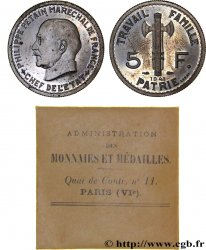 PHILIPPE PETAIN MARECHAL DE FRANCE
CHEF DE L'ETAT
TRAVAIL FAMILLE
5 F
PATRIE
ADMINISTRATION
DES
MONNAIES ET MÉDAILLES.
Quai de Conti, n° 11.
PARIS (VIe).